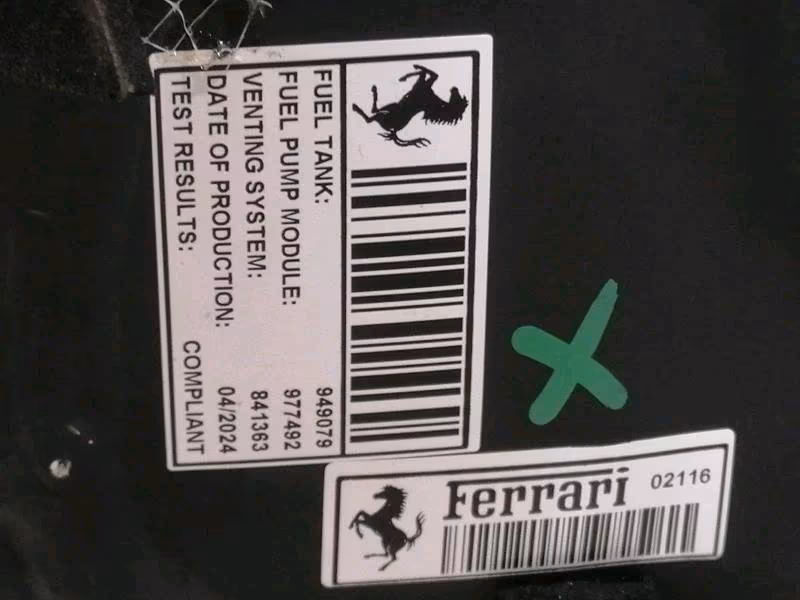 FUEL TANK: 949079
FUEL PUMP MODULE: 977492
VENTING SYSTEM: 841363
DATE OF PRODUCTION: 04/2024
TEST RESULTS: COMPLIANT
Ferrari 02116